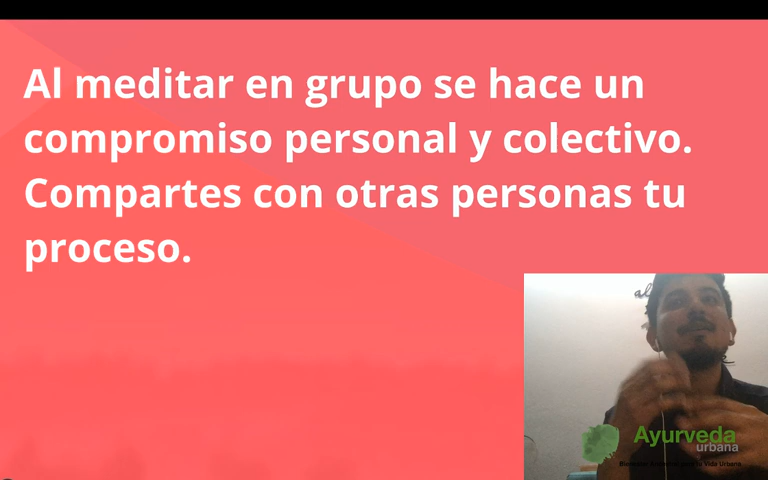 Al meditar en grupo se hace un
compromiso personal y colectivo.
Compartes con otras personas tu
proceso.
Ayurveda
urbana